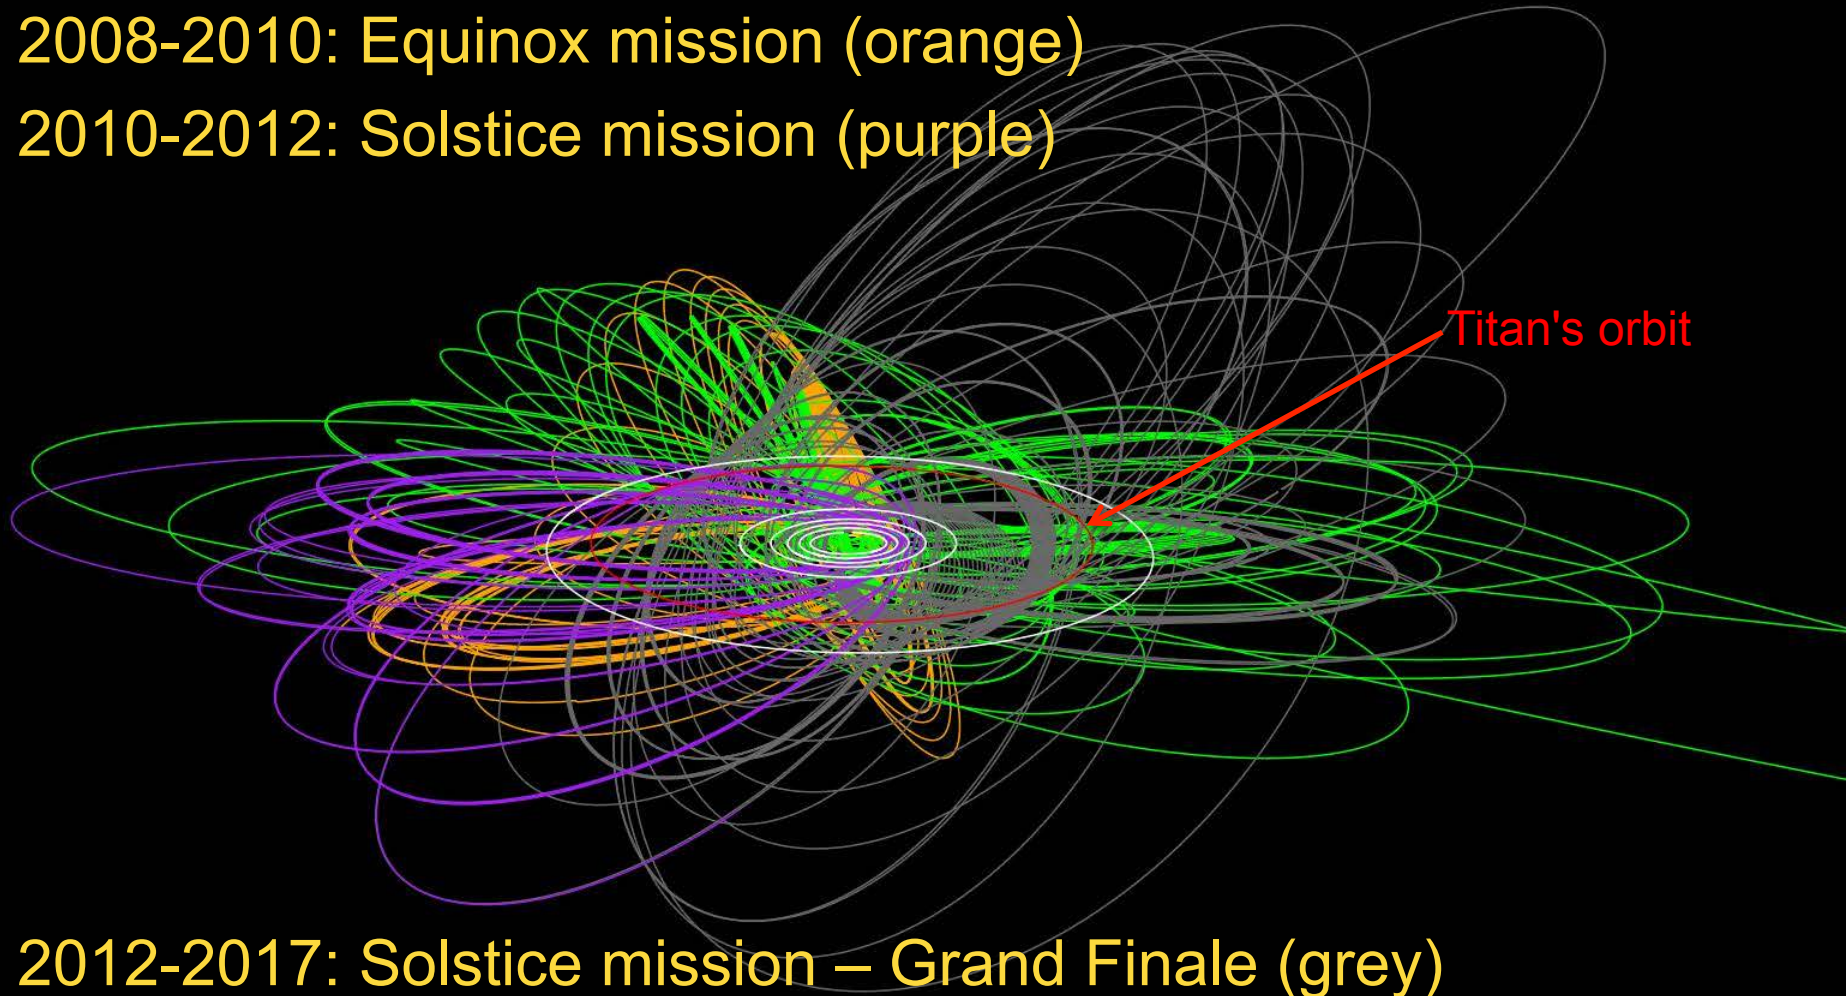 2008-2010: Equinox mission (orange)
2010-2012: Solstice mission (purple)
Titan's orbit
2012-2017: Solstice mission – Grand Finale (grey)